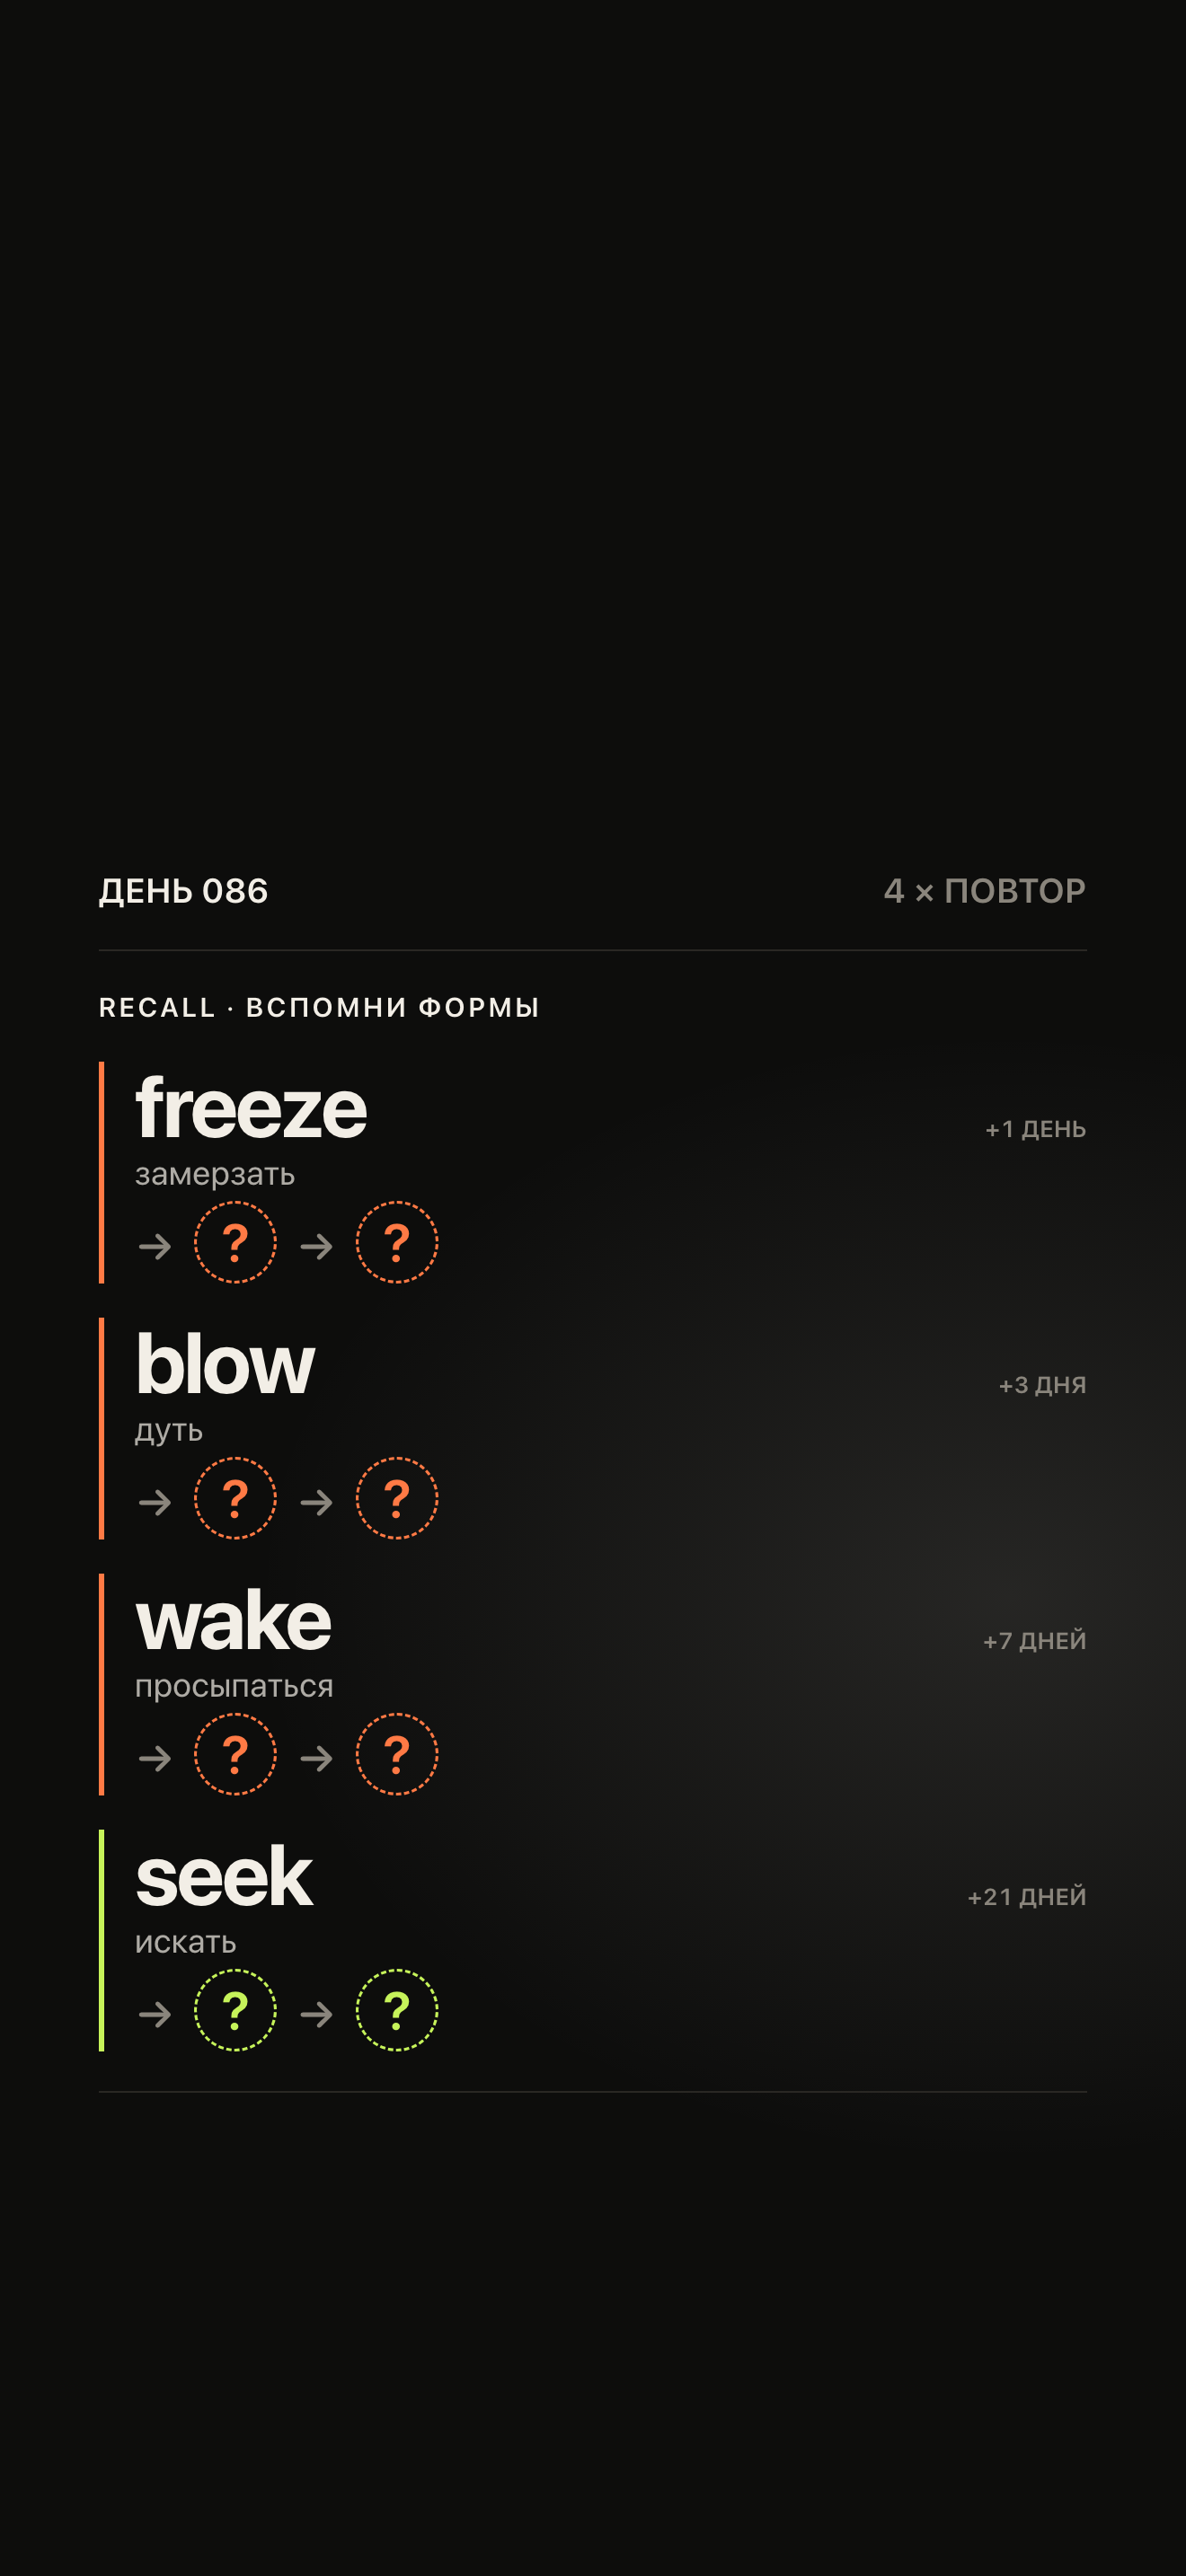 ДЕНЬ 086
4 × ПОВТОР
RECALL · ВСПОМНИ ФОРМЫ
freeze
+1 ДЕНЬ
замерзать
→ ? → ?
blow
+3 ДНЯ
дуть
→ ? → ?
wake
+7 ДНЕЙ
просыпаться
→ ? → ?
seek
+21 ДНЕЙ
искать
→ ? → ?